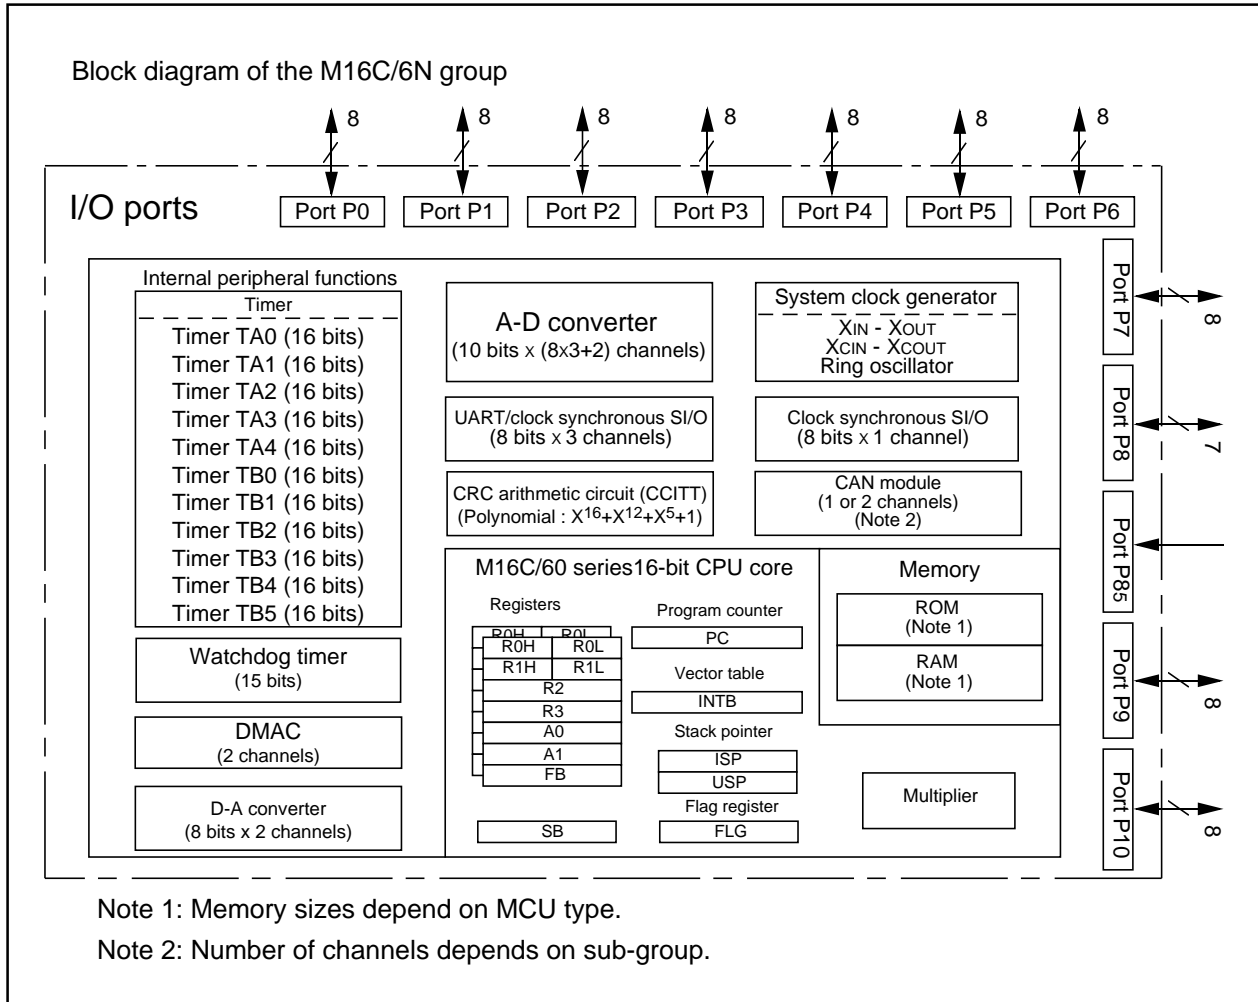 Block diagram of the M16C/6N group
8 8 8 8 8 8 8
I/O ports
Port P0 Port P1 Port P2 Port P3 Port P4 Port P5 Port P6
Internal peripheral functions
Timer
Timer TA0 (16 bits)
Timer TA1 (16 bits)
Timer TA2 (16 bits)
Timer TA3 (16 bits)
Timer TA4 (16 bits)
Timer TB0 (16 bits)
Timer TB1 (16 bits)
Timer TB2 (16 bits)
Timer TB3 (16 bits)
Timer TB4 (16 bits)
Timer TB5 (16 bits)
Watchdog timer
(15 bits)
DMAC
(2 channels)
D-A converter
(8 bits x 2 channels)
A-D converter
(10 bits x (8x3+2) channels)
System clock generator
XIN - XOUT
XCIN - XCOUT
Ring oscillator
UART/clock synchronous SI/O
(8 bits x 3 channels)
Clock synchronous SI/O
(8 bits x 1 channel)
CRC arithmetic circuit (CCITT)
(Polynomial : X16+X12+X5+1)
CAN module
(1 or 2 channels)
(Note 2)
M16C/60 series16-bit CPU core
Registers
R0H R0L
R0H R0L
R1H R1L
R2
R3
A0
A1
FB
SB
Program counter
PC
Vector table
INTB
Stack pointer
ISP
USP
Flag register
FLG
Memory
ROM
(Note 1)
RAM
(Note 1)
Multiplier
Port P7
8
Port P8
7
Port P85
Port P9
8
Port P10
8
Note 1: Memory sizes depend on MCU type.
Note 2: Number of channels depends on sub-group.